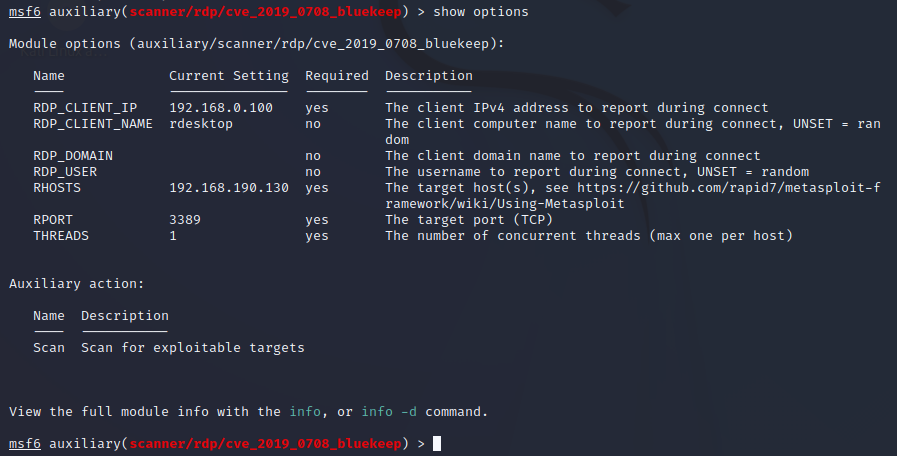 msf6 auxiliary(scanner/rdp/cve_2019_0708_bluekeep) > show options
Module options (auxiliary/scanner/rdp/cve_2019_0708_bluekeep):
Name Current Setting Required Description
---- --------------- -------- -----------
RDP_CLIENT_IP 192.168.0.100 yes The client IPv4 address to report during connect
RDP_CLIENT_NAME rdesktop no The client computer name to report during connect, UNSET = ran
dom
RDP_DOMAIN no The client domain name to report during connect
RDP_USER no The username to report during connect, UNSET = random
RHOSTS 192.168.190.130 yes The target host(s), see https://github.com/rapid7/metasploit-f
ramework/wiki/Using-Metasploit
RPORT 3389 yes The target port (TCP)
THREADS 1 yes The number of concurrent threads (max one per host)
Auxiliary action:
Name Description
---- -----------
Scan Scan for exploitable targets
View the full module info with the info, or info -d command.
msf6 auxiliary(scanner/rdp/cve_2019_0708_bluekeep) >